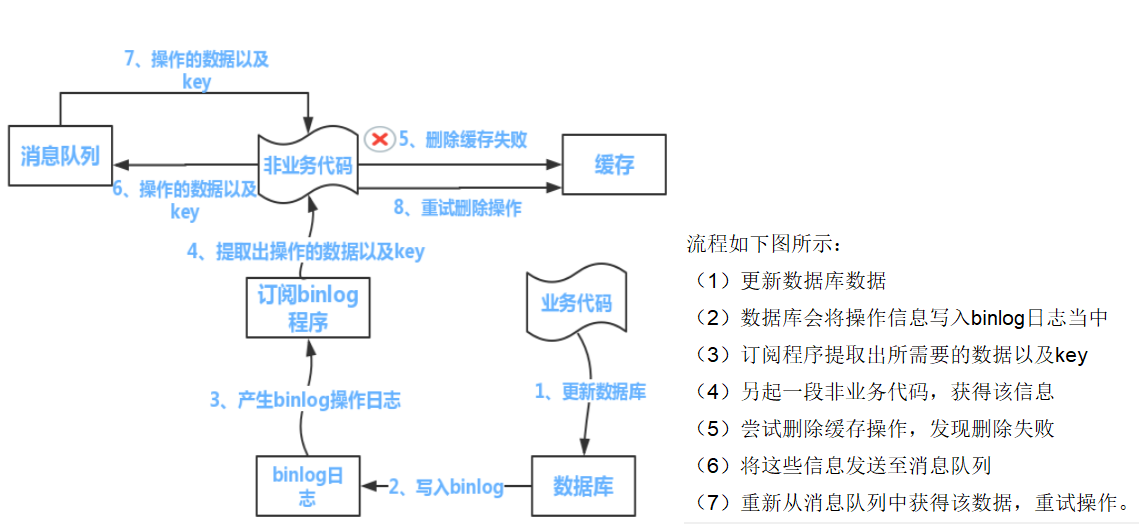 7、操作的数据以及
key
消息队列
非业务代码
5、删除缓存失败
缓存
6、操作的数据以及
key
8、重试删除操作
4、提取出操作的数据以及key
订阅binlog
程序
业务代码
3、产生binlog操作日志
1、更新数据库
binlog日
志
2、写入binlog
数据库
流程如下图所示：
（1）更新数据库数据
（2）数据库会将操作信息写入binlog日志当中
（3）订阅程序提取出所需要的数据以及key
（4）另起一段非业务代码，获得该信息
（5）尝试删除缓存操作，发现删除失败
（6）将这些信息发送至消息队列
（7）重新从消息队列中获得该数据，重试操作。